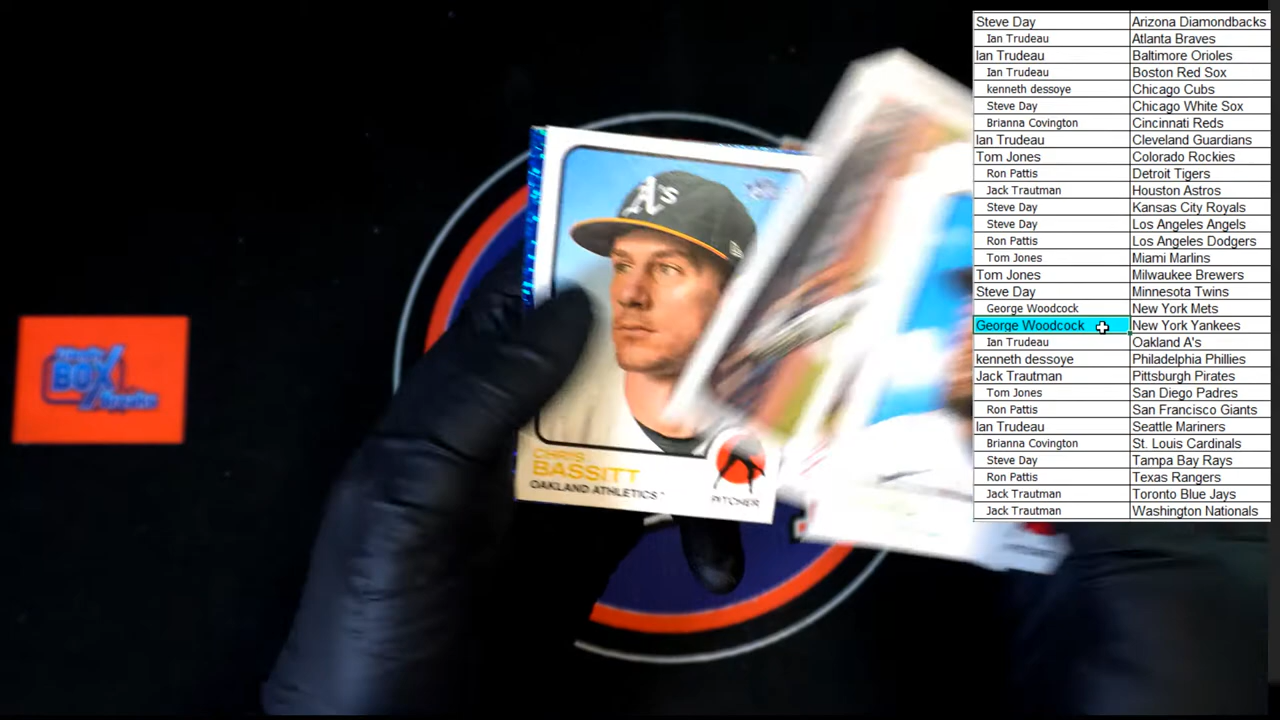 Steve Day Arizona Diamondbacks
Ian Trudeau Atlanta Braves
Ian Trudeau Baltimore Orioles
Ian Trudeau Boston Red Sox
kenneth dessoye Chicago Cubs
Steve Day Chicago White Sox
Brianna Covington Cincinnati Reds
Ian Trudeau Cleveland Guardians
Tom Jones Colorado Rockies
Ron Pattis Detroit Tigers
Jack Trautman Houston Astros
Steve Day Kansas City Royals
Steve Day Los Angeles Angels
Ron Pattis Los Angeles Dodgers
Tom Jones Miami Marlins
Tom Jones Milwaukee Brewers
Steve Day Minnesota Twins
George Woodcock New York Mets
George Woodcock New York Yankees
Ian Trudeau Oakland A's
kenneth dessoye Philadelphia Phillies
Jack Trautman Pittsburgh Pirates
Tom Jones San Diego Padres
Ron Pattis San Francisco Giants
Ian Trudeau Seattle Mariners
Brianna Covington St. Louis Cardinals
Steve Day Tampa Bay Rays
Ron Pattis Texas Rangers
Jack Trautman Toronto Blue Jays
Jack Trautman Washington Nationals
A's
CHRIS
BASSITT
OAKLAND ATHLETICS™
PITCHER
BOX